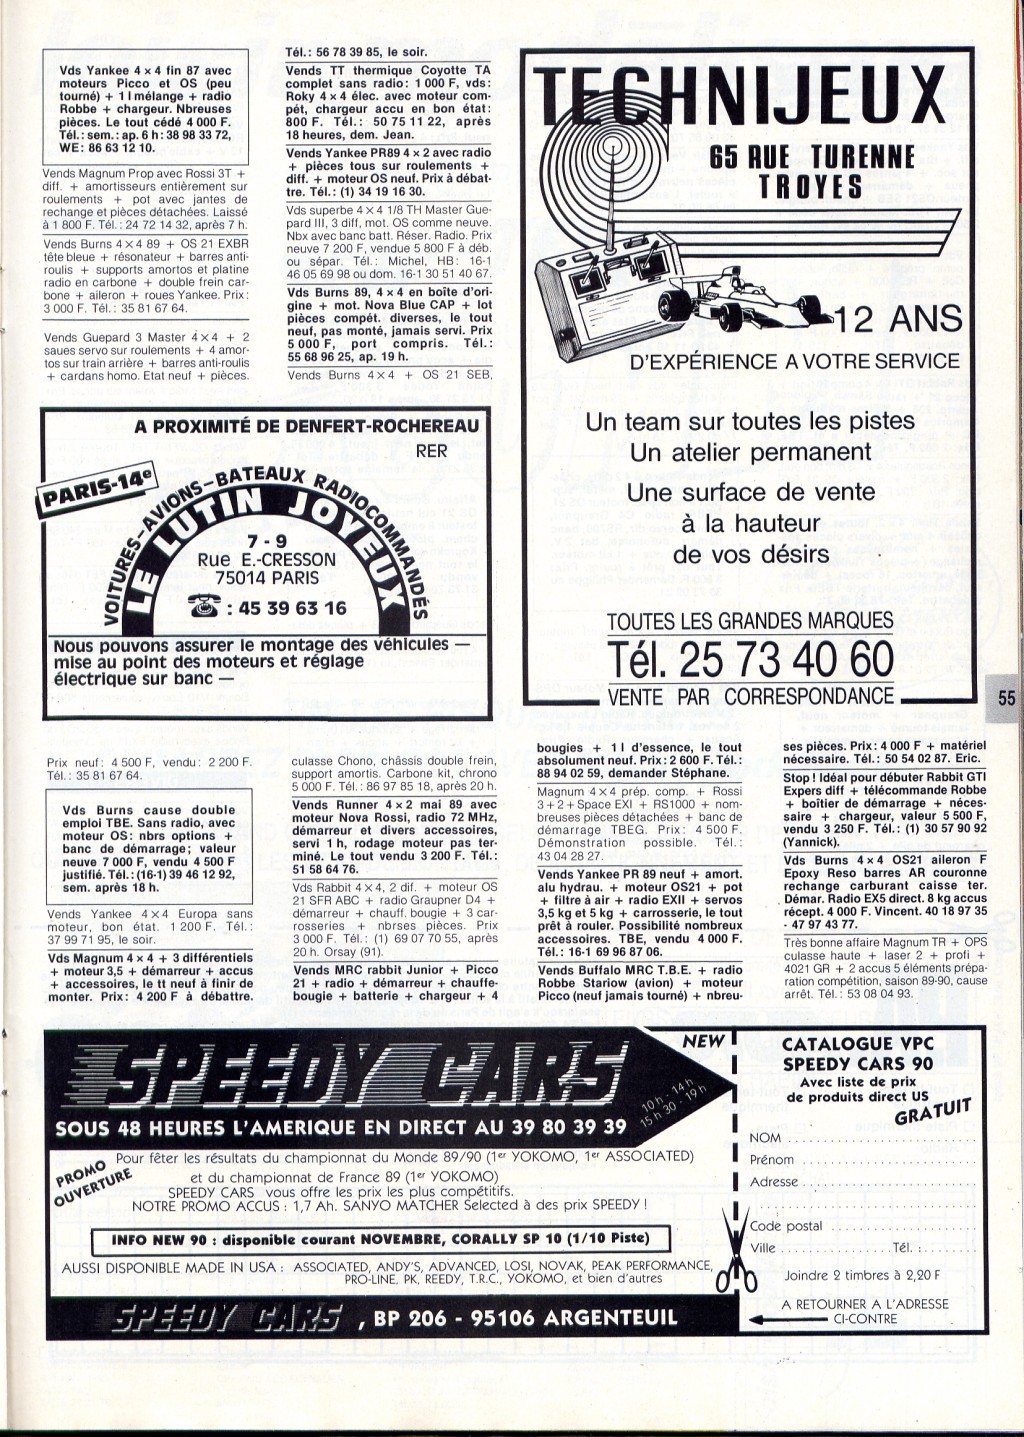 Vds Yankee 4 × 4 fin 87 avec
moteurs Picco et OS (peu
tourné) + 1 l mélange + radio
Robbe + chargeur. Nbreuses
pièces. Le tout cédé 4 000 F.
Tél.: sem.: ap. 6 h: 38 98 33 72,
WE: 86 63 12 10.
Vends Magnum Prop avec Rossi 3T +
diff. + amortisseurs entièrement sur
roulements + pot avec jantes de
rechange et pièces détachées. Laissé
à 1 800 F. Tél.: 24 72 14 32, après 7 h.
Vends Burns 4×4 89 + OS 21 EXBR
tête bleue + résonateur + barres anti-
roulis + supports amortos et platine
radio en carbone + double frein car-
bone + aileron + roues Yankee. Prix:
3 000 F. Tél.: 35 81 67 64.
Vends Guepard 3 Master 4×4 + 2
saues servo sur roulements + 4 amor-
tos sur train arrière + barres anti-roulis
+ cardans homo. Etat neuf + pièces.
Tél.: 56 78 39 85, le soir.
Vends TT thermique Coyotte TA
complet sans radio: 1 000 F, vds:
Roky 4×4 élec. avec moteur com-
pét, chargeur accu en bon état:
800 F. Tél.: 50 75 11 22, après
18 heures, dem. Jean.
Vends Yankee PR89 4 × 2 avec radio
+ pièces tous sur roulements +
diff. + moteur OS neuf. Prix à débat-
tre. Tél.: (1) 34 19 16 30.
Vds superbe 4×4 1/8 TH Master Gue-
pard III, 3 diff, mot. OS comme neuve.
Nbx avec banc batt. Réser. Radio. Prix
neuve 7 200 F, vendue 5 800 F à déb.
ou sépar. Tél.: Michel, HB: 16-1
46 05 69 98 ou dom. 16-1 30 51 40 67.
Vds Burns 89, 4×4 en boîte d'ori-
gine + mot. Nova Blue CAP + lot
pièces compét. diverses, le tout
neuf, pas monté, jamais servi. Prix
5 000 F, port compris. Tél.:
55 68 96 25, ap. 19 h.
Vends Burns 4×4 + OS 21 SEB,
TECHNIJEUX
65 RUE TURENNE
TROYES
12 ANS
D'EXPÉRIENCE A VOTRE SERVICE
Un team sur toutes les pistes
Un atelier permanent
Une surface de vente
à la hauteur
de vos désirs
TOUTES LES GRANDES MARQUES
Tél. 25 73 40 60
VENTE PAR CORRESPONDANCE
A PROXIMITÉ DE DENFERT-ROCHEREAU
RER
PARIS-14e
VOITURES-AVIONS-BATEAUX RADIOCOMMANDÉS
LE LUTIN JOYEUX
7 - 9
Rue E.-CRESSON
75014 PARIS
: 45 39 63 16
Nous pouvons assurer le montage des véhicules —
mise au point des moteurs et réglage
électrique sur banc —
55
Prix neuf: 4 500 F, vendu: 2 200 F.
Tél.: 35 81 67 64.
Vds Burns cause double
emploi TBE. Sans radio, avec
moteur OS: nbrs options +
banc de démarrage; valeur
neuve 7 000 F, vendu 4 500 F
justifié. Tél.: (16-1) 39 46 12 92,
sem. après 18 h.
Vends Yankee 4×4 Europa sans
moteur, bon état. 1 200 F. Tél.:
37 99 71 95, le soir.
Vds Magnum 4×4 + 3 différentiels
+ moteur 3,5 + démarreur + accus
+ accessoires, le tt neuf à finir de
monter. Prix: 4 200 F à débattre.
culasse Chono, châssis double frein,
support amortis. Carbone kit, chrono
5 000 F. Tél.: 86 97 85 18, après 20 h.
Vends Runner 4×2 mai 89 avec
moteur Nova Rossi, radio 72 MHz,
démarreur et divers accessoires,
servi 1 h, rodage moteur pas ter-
miné. Le tout vendu 3 200 F. Tél.:
51 58 64 76.
Vds Rabbit 4×4, 2 dif. + moteur OS
21 SFR ABC + radio Graupner D4 +
démarreur + chauff. bougie + 3 car-
rosseries + nbrses pièces. Prix
3 000 F. Tél.: (1) 69 07 70 55, après
20 h. Orsay (91).
Vends MRC rabbit Junior + Picco
21 + radio + démarreur + chauffe-
bougie + batterie + chargeur + 4
bougies + 1 l d'essence, le tout
absolument neuf. Prix: 2 600 F. Tél.:
88 94 02 59, demander Stéphane.
Magnum 4×4 prép. comp. + Rossi
3+2+Space EXI + RS1000 + nom-
breuses pièces détachées + banc de
démarrage TBEG. Prix: 4 500 F.
Démonstration possible. Tél.:
43 04 28 27.
Vends Yankee PR 89 neuf + amort.
alu hydrau. + moteur OS21 + pot
+ filtre à air + radio EXII + servos
3,5 kg et 5 kg + carrosserie, le tout
prêt à rouler. Possibilité nombreux
accessoires. TBE, vendu 4 000 F.
Tél.: 16-1 69 96 87 06.
Vends Buffalo MRC T.B.E. + radio
Robbe Stariow (avion) + moteur
Picco (neuf jamais tourné) + nbreu-
ses pièces. Prix: 4 000 F + matériel
nécessaire. Tél.: 50 54 02 87. Eric.
Stop ! Idéal pour débuter Rabbit GTI
Expers diff + télécommande Robbe
+ boîtier de démarrage + néces-
saire + chargeur, valeur 5 500 F,
vendu 3 250 F. Tél.: (1) 30 57 90 92
(Yannick).
Vds Burns 4×4 OS21 aileron F
Epoxy Reso barres AR couronne
rechange carburant caisse ter.
Démar. Radio EX5 direct. 8 kg accus
récept. 4 000 F. Vincent. 40 18 97 35
- 47 97 43 77.
Très bonne affaire Magnum TR + OPS
culasse haute + laser 2 + profi +
4021 GR + 2 accus 5 éléments prépa-
ration compétition, saison 89-90, cause
arrêt. Tél.: 53 08 04 93.
SPEEDY CARS
NEW
10 h - 14 h
15 h 30 - 19 h
SOUS 48 HEURES L'AMERIQUE EN DIRECT AU 39 80 39 39
PROMO
OUVERTURE
Pour fêter les résultats du championnat du Monde 89/90 (1er YOKOMO, 1er ASSOCIATED)
et du championnat de France 89 (1er YOKOMO)
SPEEDY CARS vous offre les prix les plus compétitifs.
NOTRE PROMO ACCUS : 1,7 Ah. SANYO MATCHER Selected à des prix SPEEDY !
INFO NEW 90 : disponible courant NOVEMBRE, CORALLY SP 10 (1/10 Piste)
AUSSI DISPONIBLE MADE IN USA : ASSOCIATED, ANDY'S, ADVANCED, LOSI, NOVAK, PEAK PERFORMANCE,
PRO-LINE, PK, REEDY, T.R.C., YOKOMO, et bien d'autres
SPEEDY CARS , BP 206 - 95106 ARGENTEUIL
CATALOGUE VPC
SPEEDY CARS 90
Avec liste de prix
de produits direct US
GRATUIT
NOM
Prénom
Adresse
Code postal
Ville Tél. :
Joindre 2 timbres à 2,20 F
A RETOURNER A L'ADRESSE
CI-CONTRE